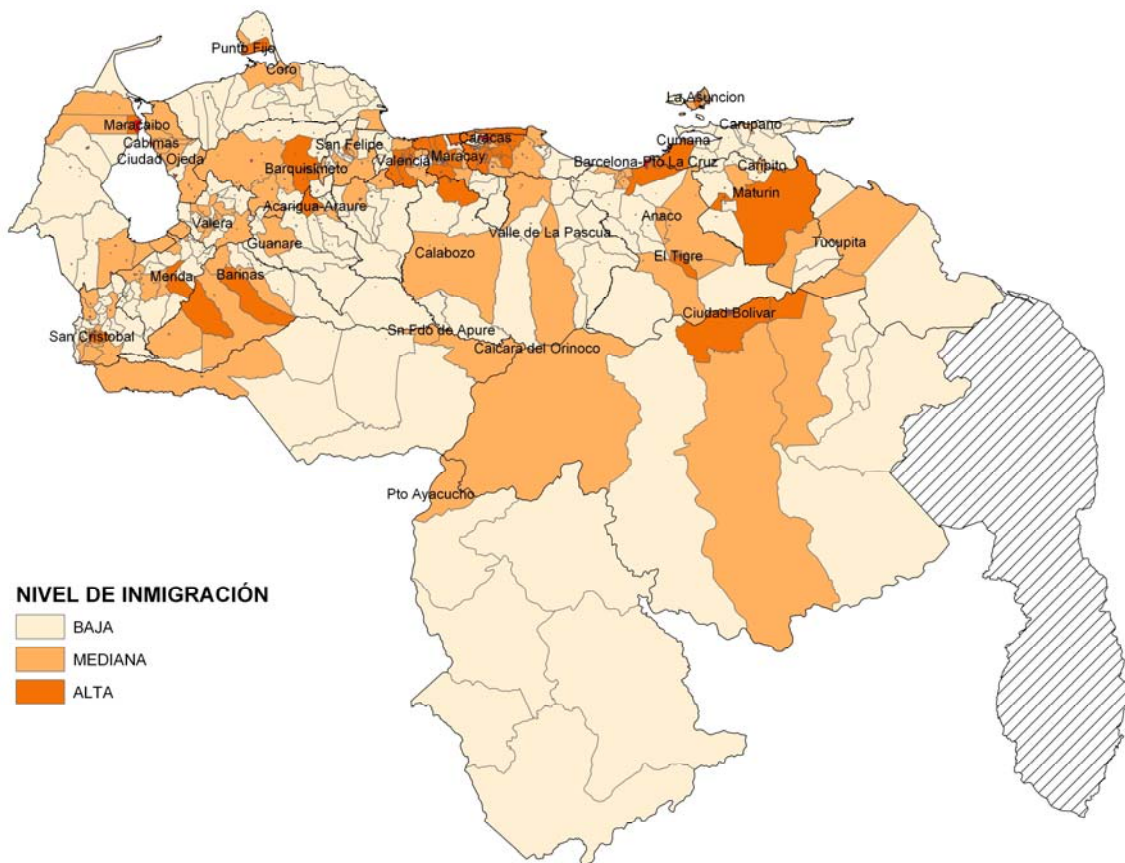 Punto Fijo
Coro
La Asuncion
Maracaibo
Cabimas
Ciudad Ojeda
San Felipe
Caracas
Cumana
Carupano
Valencia
Maracay
Barquisimeto
Barcelona-Pto La Cruz
Caripito
Acarigua-Araure
Maturin
Valera
Anaco
Guanare
Valle de La Pascua
Tucupita
Calabozo
El Tigre
Merida
Barinas
Ciudad Bolivar
San Cristobal
Sn Fdo de Apure
Caicara del Orinoco
Pto Ayacucho
NIVEL DE INMIGRACIÓN
BAJA
MEDIANA
ALTA